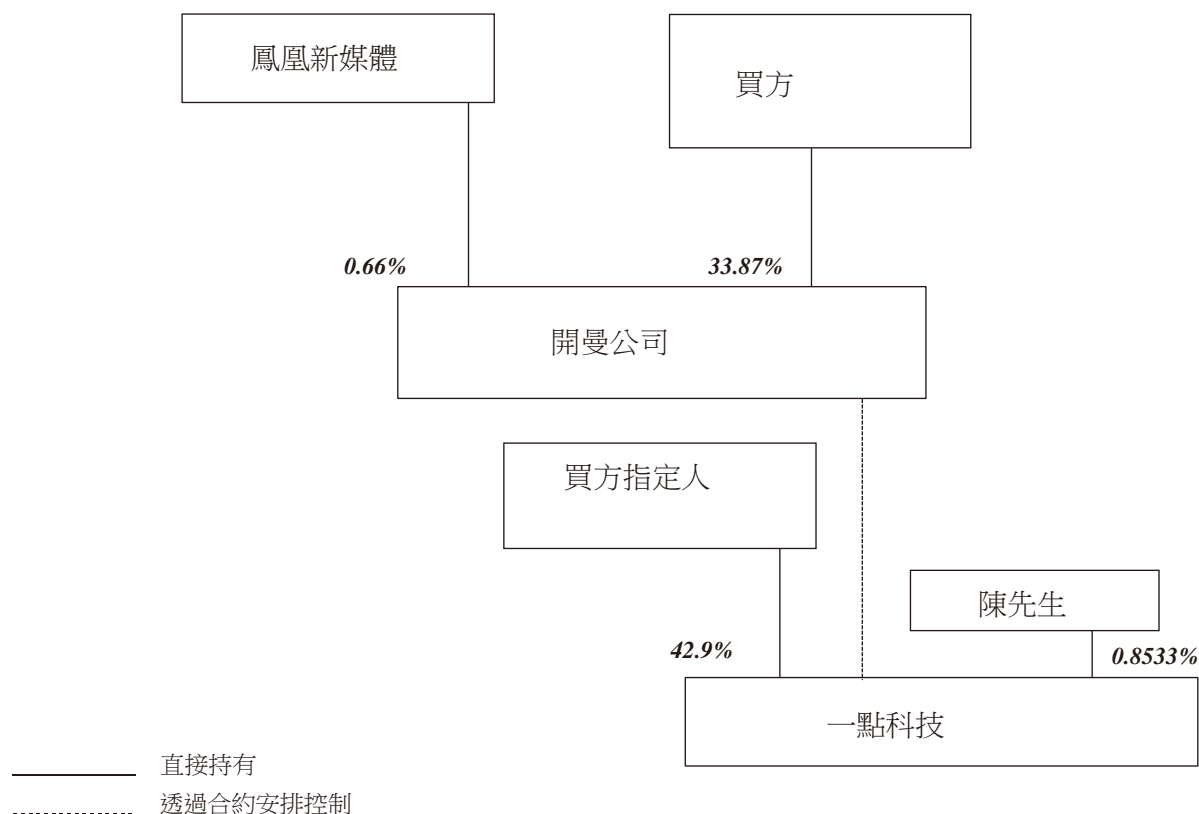 鳳凰新媒體
買方
0.66%
33.87%
開曼公司
買方指定人
陳先生
42.9%
0.8533%
一點科技
直接持有
透過合約安排控制